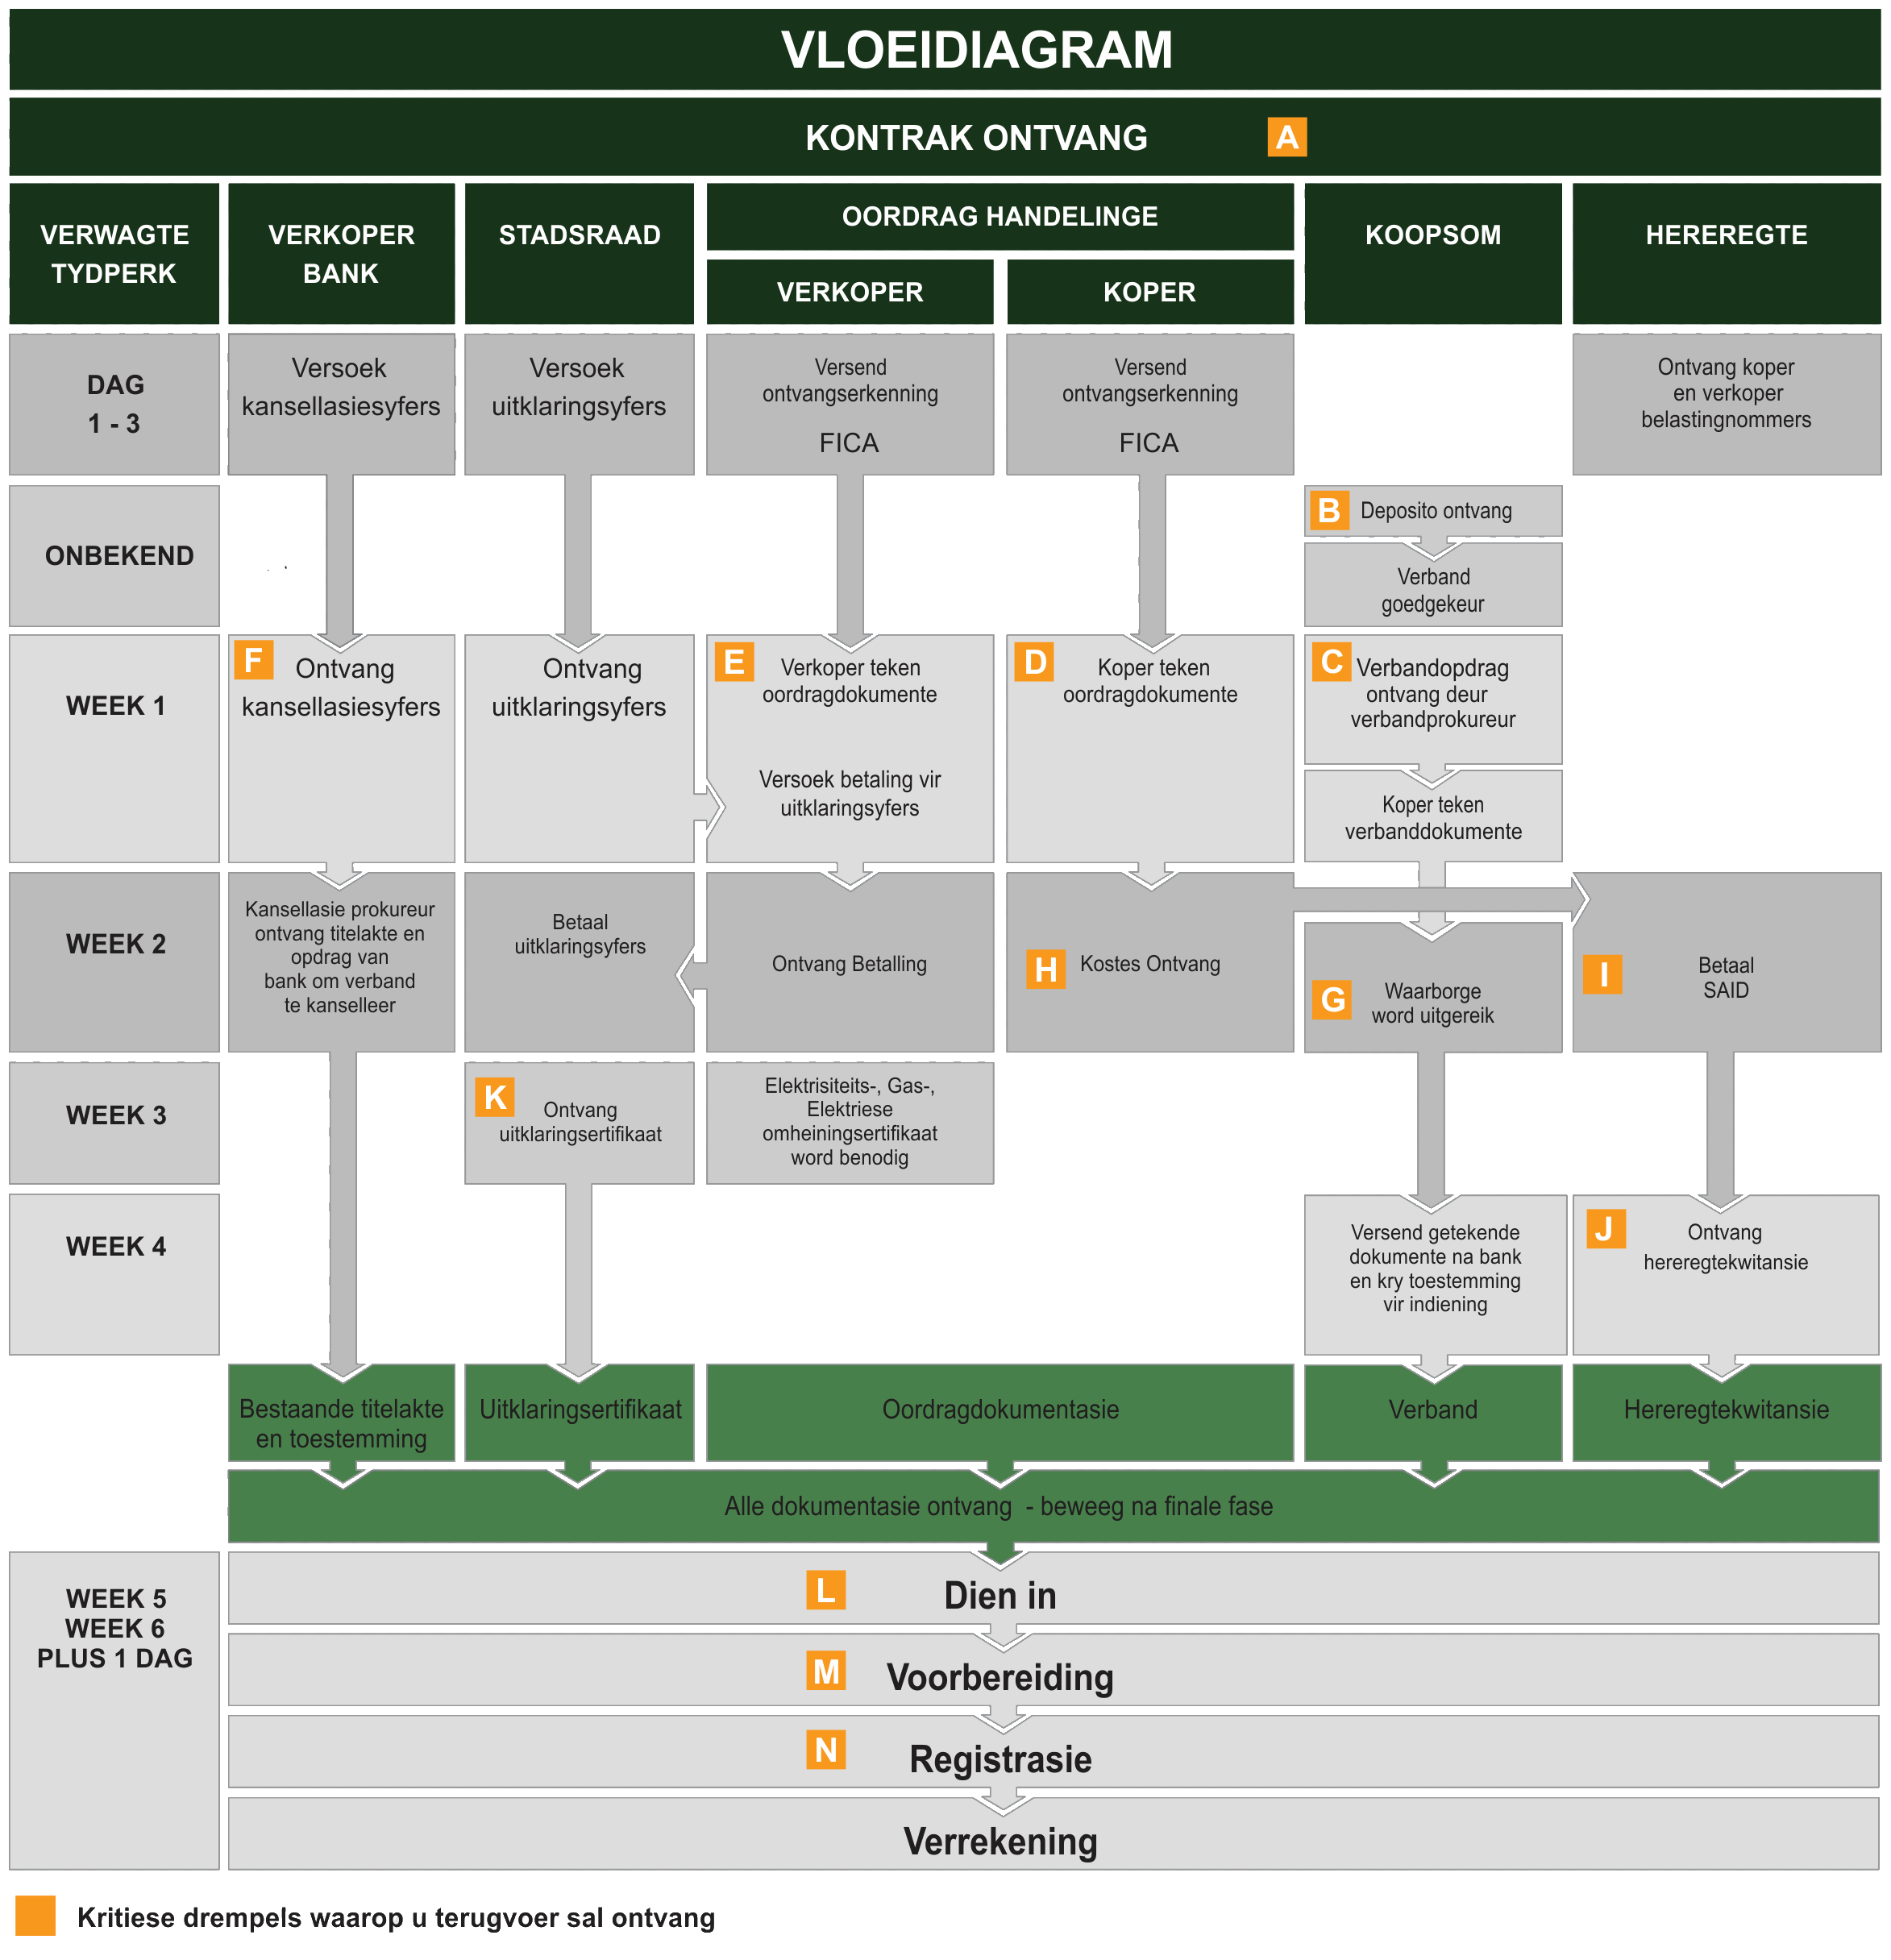 VLOEIDIAGRAM
KONTRAK ONTVANG A
VERWAGTE
TYDPERK
VERKOPER
BANK
STADSRAAD
OORDRAG HANDELINGE
VERKOPER
KOPER
KOOPSOM
HEREREGTE
DAG
1 - 3
Versoek
kansellasiesyfers
Versoek
uitklaringsyfers
Versend
ontvangserkenning
FICA
Versend
ontvangserkenning
FICA
Ontvang koper
en verkoper
belastingnommers
ONBEKEND
B Deposito ontvang
Verband
goedgekeur
WEEK 1
F Ontvang
kansellasiesyfers
Ontvang
uitklaringsyfers
E Verkoper teken
oordragdokumente
Versoek betaling vir
uitklaringsyfers
D Koper teken
oordragdokumente
C Verbandopdrag
ontvang deur
verbandprokureur
Koper teken
verbanddokumente
WEEK 2
Kansellasie prokureur
ontvang titelakte en
opdrag van
bank om verband
te kanselleer
Betaal
uitklaringsyfers
Ontvang Betalling
H Kostes Ontvang
G Waarborge
word uitgereik
I Betaal
SAID
WEEK 3
K Ontvang
uitklaringsertifikaat
Elektrisiteits-, Gas-,
Elektriese
omheiningsertifikaat
word benodig
WEEK 4
Versend getekende
dokumente na bank
en kry toestemming
vir indiening
J Ontvang
hereregtekwitansie
Bestaande titelakte
en toestemming
Uitklaringsertifikaat
Oordragdokumentasie
Verband
Hereregtekwitansie
Alle dokumentasie ontvang - beweeg na finale fase
WEEK 5
WEEK 6
PLUS 1 DAG
L Dien in
M Voorbereiding
N Registrasie
Verrekening
Kritiese drempels waarop u terugvoer sal ontvang